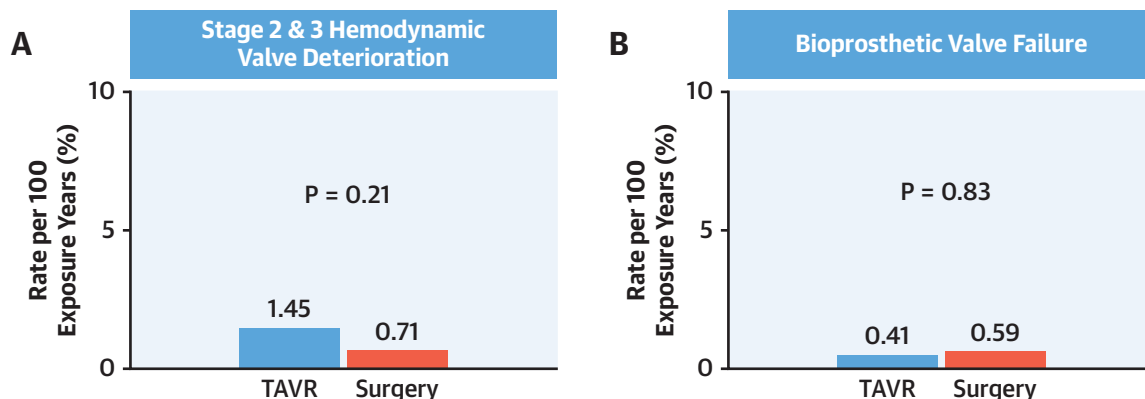 A
Stage 2 & 3 Hemodynamic
Valve Deterioration
Rate per 100
Exposure Years (%)
10
5
0
P = 0.21
1.45
0.71
TAVR
Surgery
B
Bioprosthetic Valve Failure
Rate per 100
Exposure Years (%)
10
5
0
P = 0.83
0.41
0.59
TAVR
Surgery